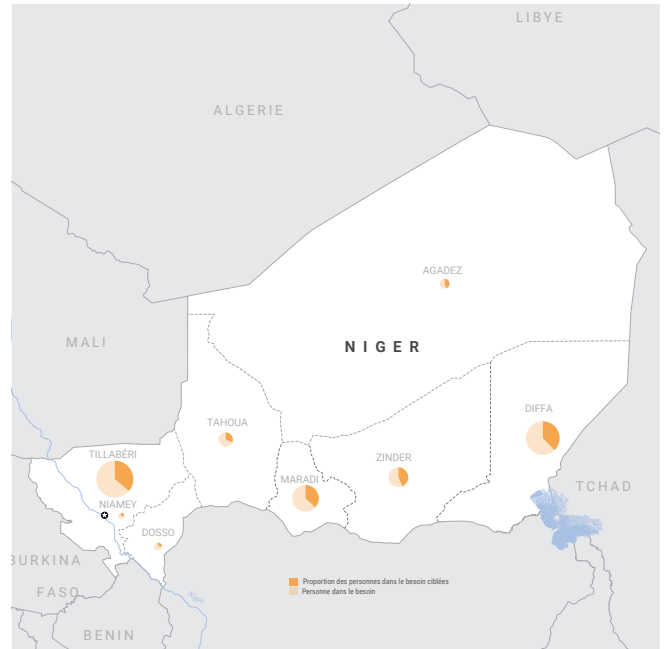 LIBYE
ALGERIE
AGADEZ
NIGER
MALI
DIFFA
TAHOUA
TILLABÉRI
ZINDER
MARADI
TCHAD
NIAMEY
DOSSO
BURKINA
FASO
Niger
BENIN
Proportion des personnes dans le besoin ciblées
Personne dans le besoin